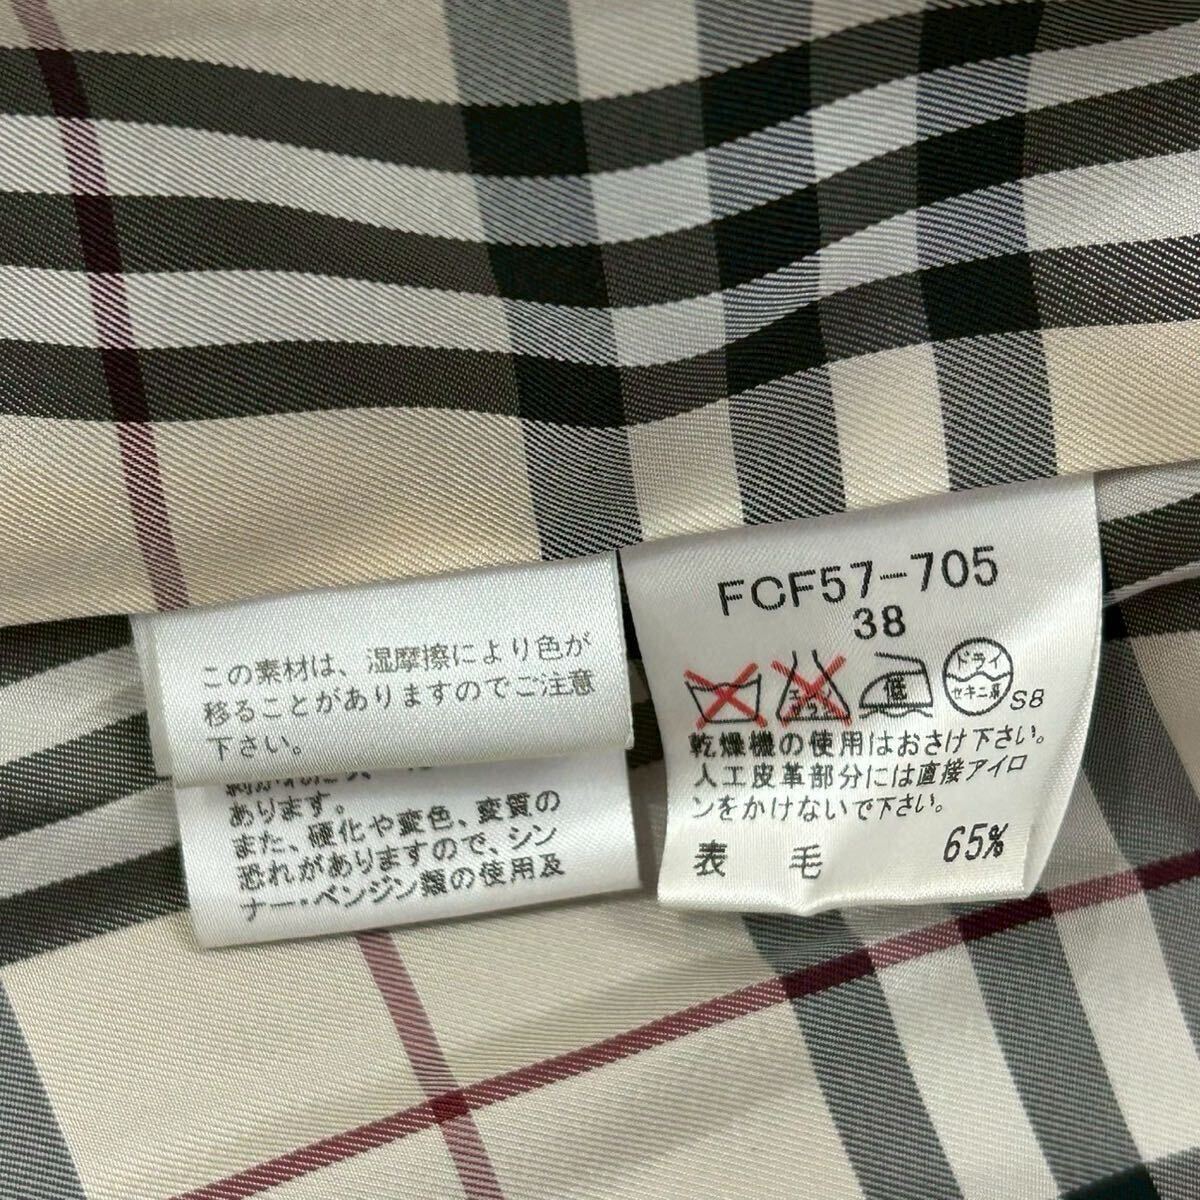 この素材は、湿摩擦により色が
移ることがありますのでご注意
下さい。
あります。
また、硬化や変色、変質の
恐れがありますので、シン
ナー・ベンジン類の使用及
FCF57-705
38
低
ドライ
セキユ系
S8
乾燥機の使用はおさけ下さい。
人工皮革部分には直接アイロ
ンをかけないで下さい。
表 毛 65%